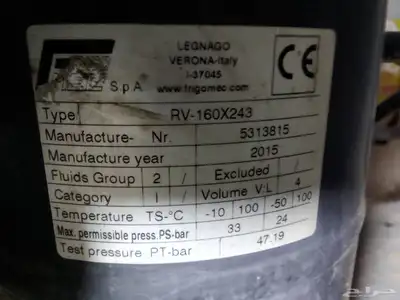 LEGNAGO
VERONA-Italy
I-37045
www.frigomec.com
S.p.A
CE
Type RV-160X243
Manufacture- Nr. 5313815
Manufacture year 2015
Fluids Group 2 / Excluded /
Category I / Volume V:L 4
Temperature TS-°C -10 100 -50 100
Max. permissible press.PS-bar 33 24
Test pressure PT-bar 47.19
حراج